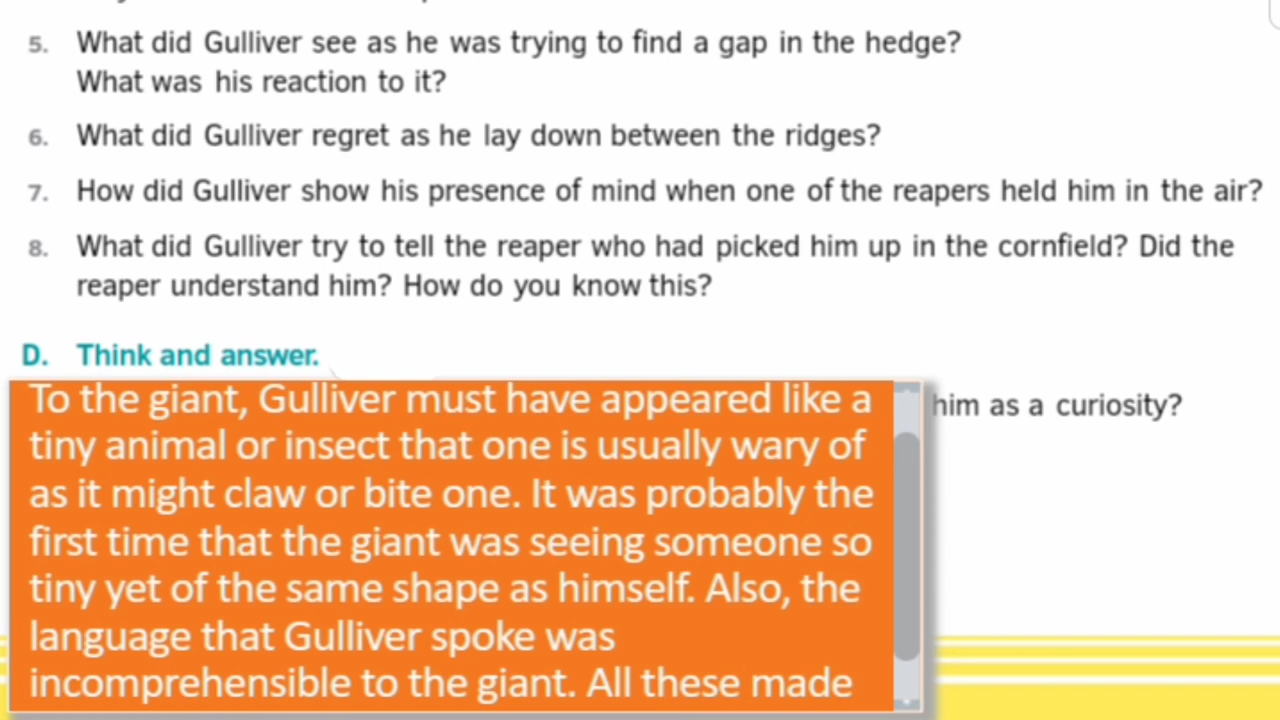 5. What did Gulliver see as he was trying to find a gap in the hedge?
What was his reaction to it?
6. What did Gulliver regret as he lay down between the ridges?
7. How did Gulliver show his presence of mind when one of the reapers held him in the air?
8. What did Gulliver try to tell the reaper who had picked him up in the cornfield? Did the
reaper understand him? How do you know this?
D. Think and answer.
him as a curiosity?
To the giant, Gulliver must have appeared like a
tiny animal or insect that one is usually wary of
as it might claw or bite one. It was probably the
first time that the giant was seeing someone so
tiny yet of the same shape as himself. Also, the
language that Gulliver spoke was
incomprehensible to the giant. All these made